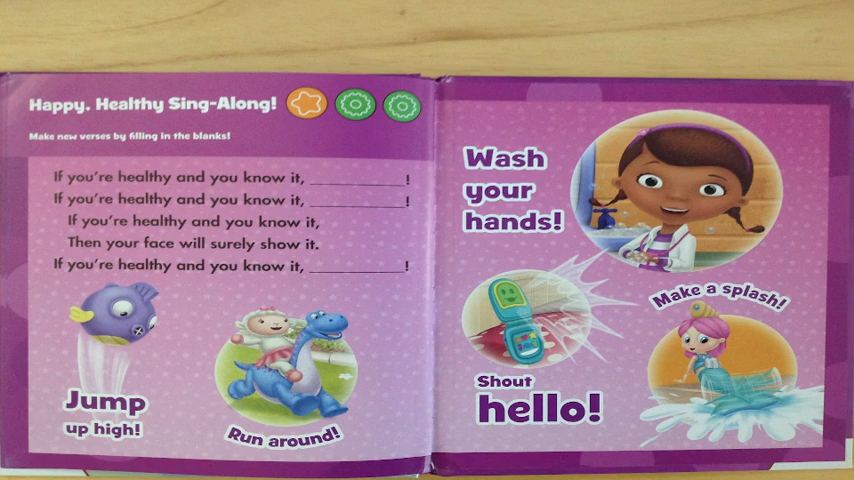 Happy, Healthy Sing-Along!
Make new verses by filling in the blanks!
If you're healthy and you know it, __________!
If you're healthy and you know it, __________!
If you're healthy and you know it,
Then your face will surely show it.
If you're healthy and you know it, __________!
Jump
up high!
Run around!
Wash
your
hands!
Shout
hello!
Make a splash!